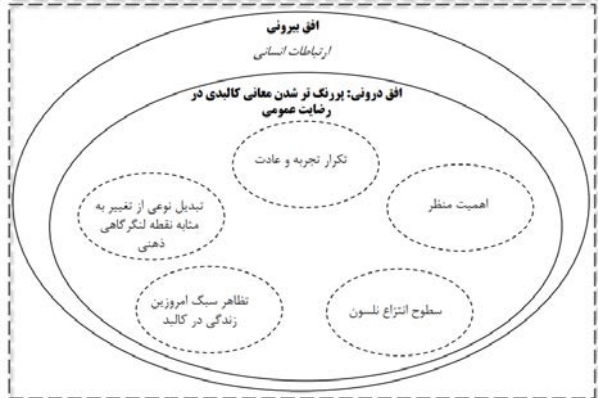 افق بیرونی
ارتباطات انسانی
افق درونی: پررنگ تر شدن معانی کالبدی در
رضایت عمومی
تکرار تجربه و عادت
اهمیت منظر
تبدیل نوعی از تغییر به
مثابه نقطه لنگرگاهی
ذهنی
سطوح انتزاع نلسون
تظاهر سبک امروزین
زندگی در کالبد